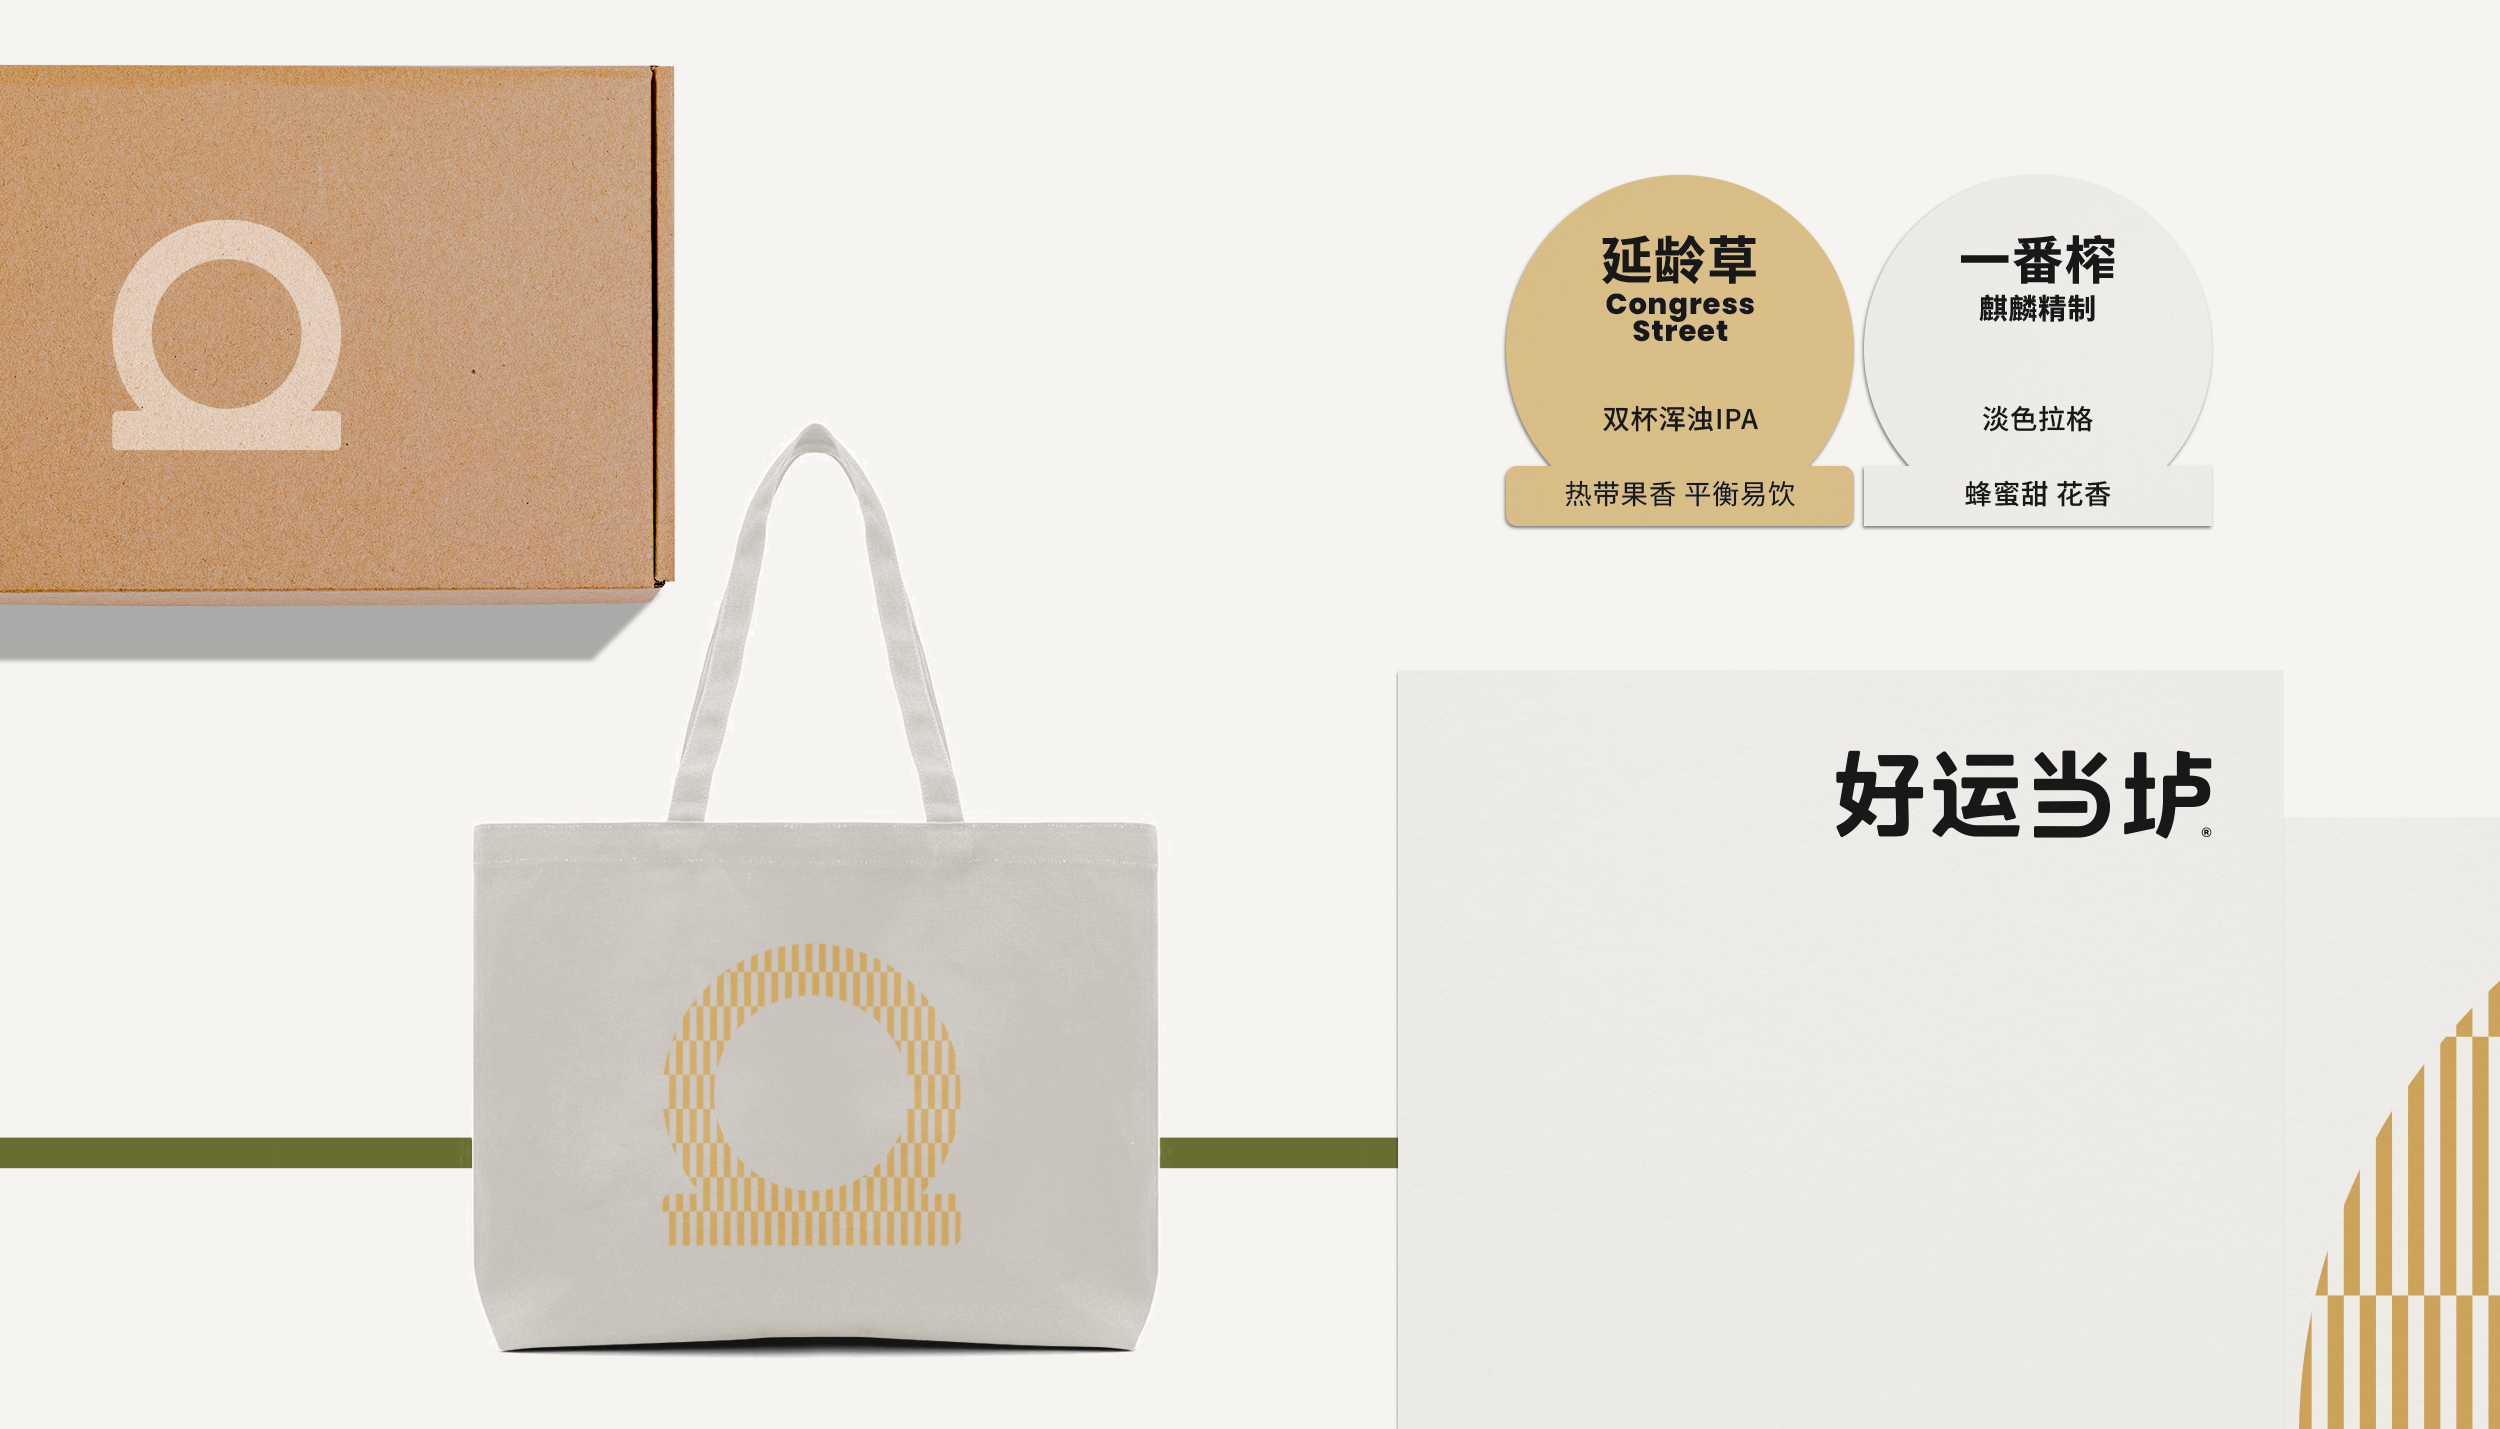 延龄草
Congress
Street
双杯浑浊IPA
热带果香 平衡易饮
一番榨
麒麟精制
淡色拉格
蜂蜜甜 花香
好运当垆®